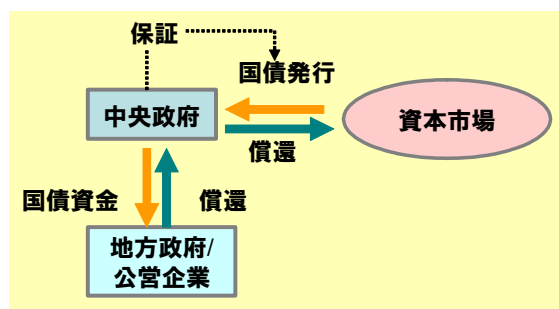 保証
国債発行
中央政府
資本市場
償還
国債資金
償還
地方政府/
公営企業